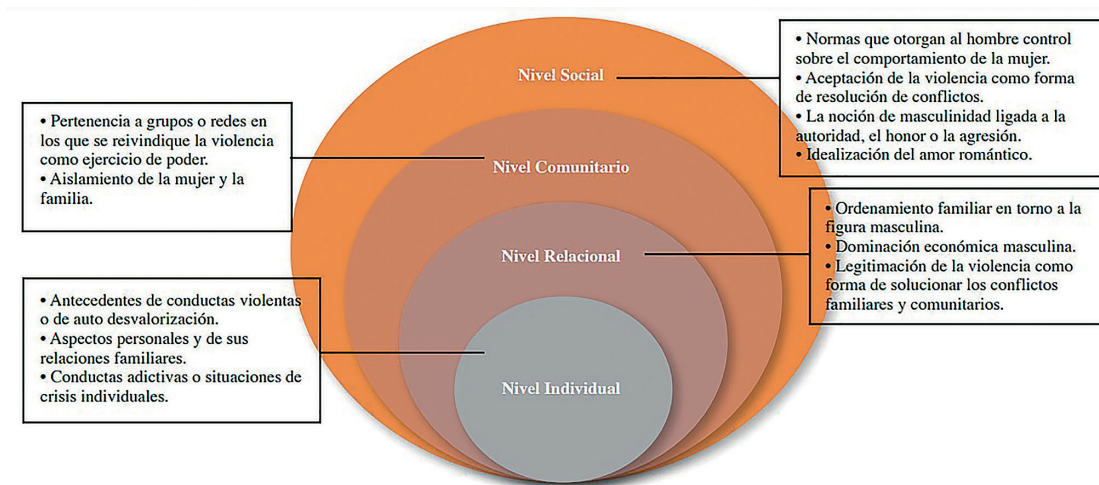 Nivel Social
• Normas que otorgan al hombre control
sobre el comportamiento de la mujer.
• Aceptación de la violencia como forma
de resolución de conflictos.
• La noción de masculinidad ligada a la
autoridad, el honor o la agresión.
• Idealización del amor romántico.
• Pertenencia a grupos o redes en
los que se reivindique la violencia
como ejercicio de poder.
• Aislamiento de la mujer y la
familia.
Nivel Comunitario
Nivel Relacional
• Ordenamiento familiar en torno a la
figura masculina.
• Dominación económica masculina.
• Legitimación de la violencia como
forma de solucionar los conflictos
familiares y comunitarios.
• Antecedentes de conductas violentas
o de auto desvalorización.
• Aspectos personales y de sus
relaciones familiares.
• Conductas adictivas o situaciones de
crisis individuales.
Nivel Individual